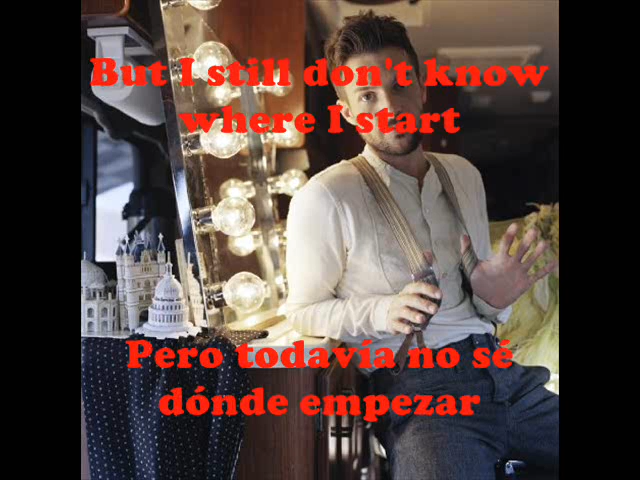 But I still don't know
where I start
Pero todavía no sé
dónde empezar